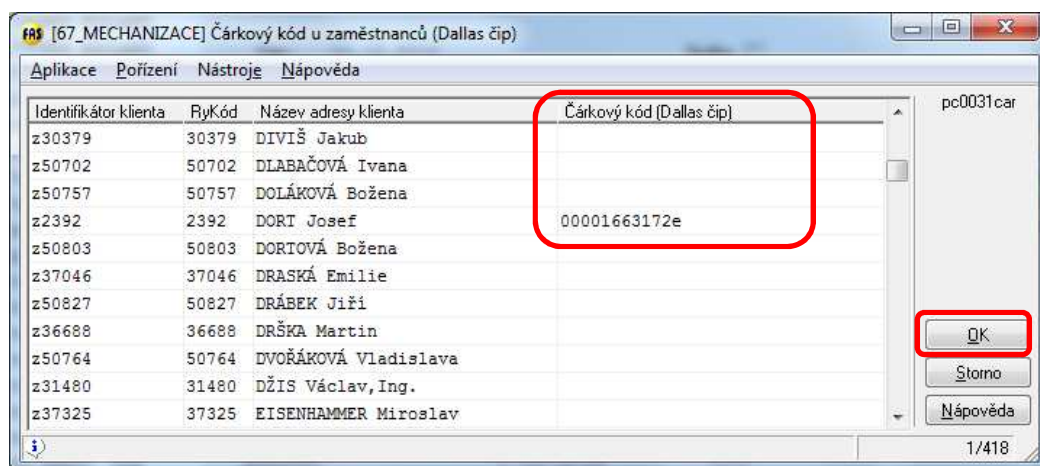 FAS [67_MECHANIZACE] Čárkový kód u zaměstnanců (Dallas čip)
Aplikace Pořízení Nástroje Nápověda
Identifikátor klienta RyKód Název adresy klienta Čárkový kód (Dallas čip) pc0031car
z30379 30379 DIVIŠ Jakub
z50702 50702 DLABAČOVÁ Ivana
z50757 50757 DOLÁKOVÁ Božena
z2392 2392 DORT Josef 00001663172e
z50803 50803 DORTOVÁ Božena
z37046 37046 DRASKÁ Emilie
z50827 50827 DRÁBEK Jiří
z36688 36688 DRŠKA Martin OK
z50764 50764 DVOŘÁKOVÁ Vladislava
z31480 31480 DŽIS Václav,Ing. Storno
z37325 37325 EISENHAMMER Miroslav Nápověda
1/418